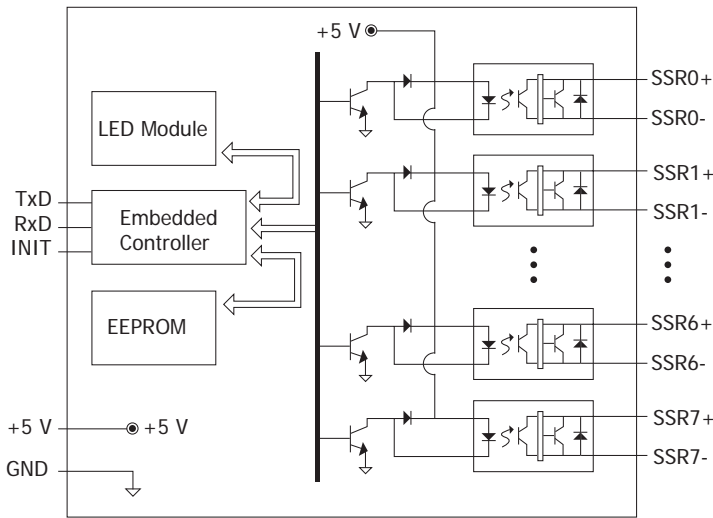 +5 V
SSR0+
LED Module
SSR0-
SSR1+
TxD
Embedded
Controller
RxD
SSR1-
INIT
EEPROM
SSR6+
SSR6-
+5 V
+5 V
SSR7+
GND
SSR7-